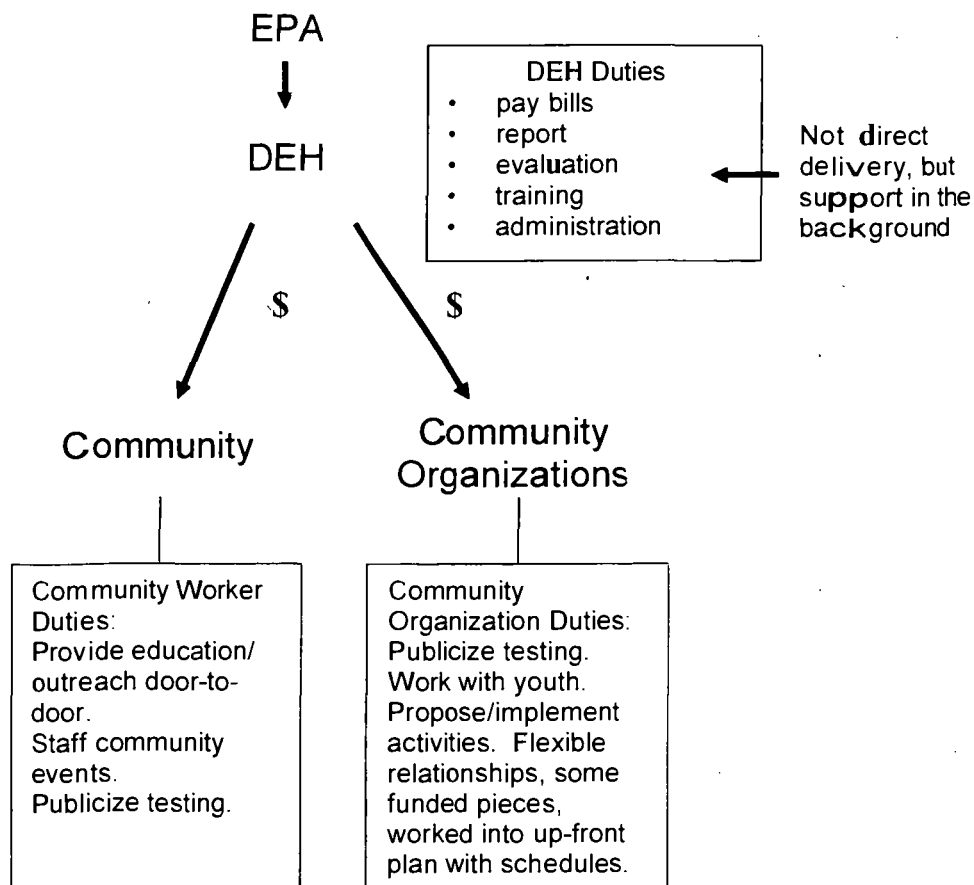 EPA
DEH
DEH Duties
• pay bills
• report
• evaluation
• training
• administration
Not direct
delivery, but
support in the
background
$
$
Community
Community
Organizations
Community Worker
Duties:
Provide education/
outreach door-to-
door.
Staff community
events.
Publicize testing.
Community
Organization Duties:
Publicize testing.
Work with youth.
Propose/implement
activities. Flexible
relationships, some
funded pieces,
worked into up-front
plan with schedules.